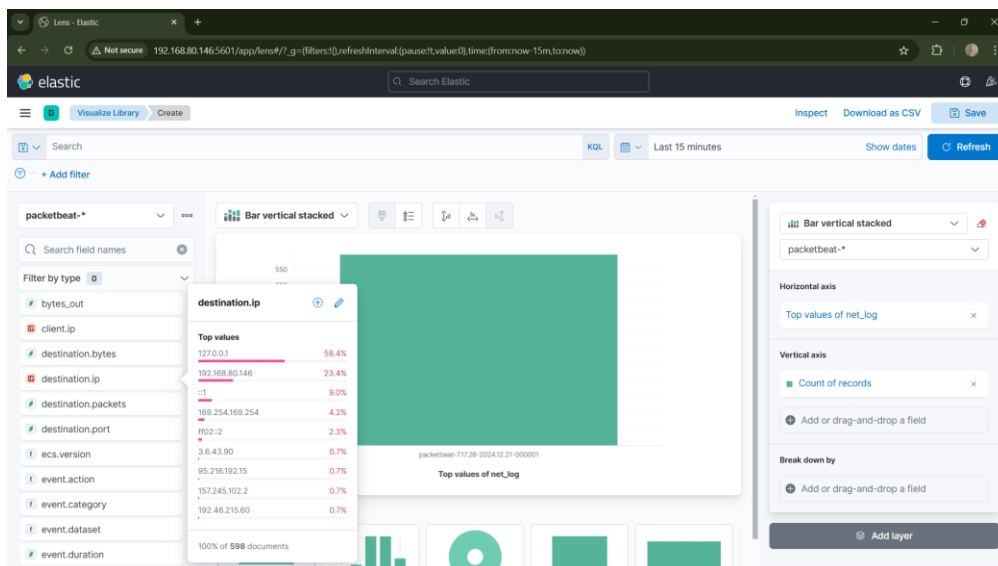 Lens - Elastic
Not secure 192.168.80.146:5601/app/lens#/?_g=(filters:!(),refreshInterval:(pause:!t,value:0),time:(from:now-15m,to:now))
elastic
Search Elastic
D Visualize Library Create
Inspect Download as CSV Save
Search KQL Last 15 minutes Show dates Refresh
+ Add filter
packetbeat-*
Search field names
Filter by type 0
# bytes_out
client.ip
# destination.bytes
destination.ip
# destination.packets
# destination.port
t ecs.version
t event.action
t event.category
t event.dataset
# event.duration
destination.ip
Top values
127.0.0.1 58.4%
192.168.80.146 23.4%
::1 9.0%
169.254.169.254 4.2%
ff02::2 2.3%
3.6.43.90 0.7%
95.216.192.15 0.7%
157.245.102.2 0.7%
192.46.215.60 0.7%
100% of 598 documents
Bar vertical stacked
550
packetbeat-7.17.26-2024.12.21-000001
Top values of net_log
Bar vertical stacked
packetbeat-*
Horizontal axis
Top values of net_log
Vertical axis
Count of records
Add or drag-and-drop a field
Break down by
Add or drag-and-drop a field
Add layer